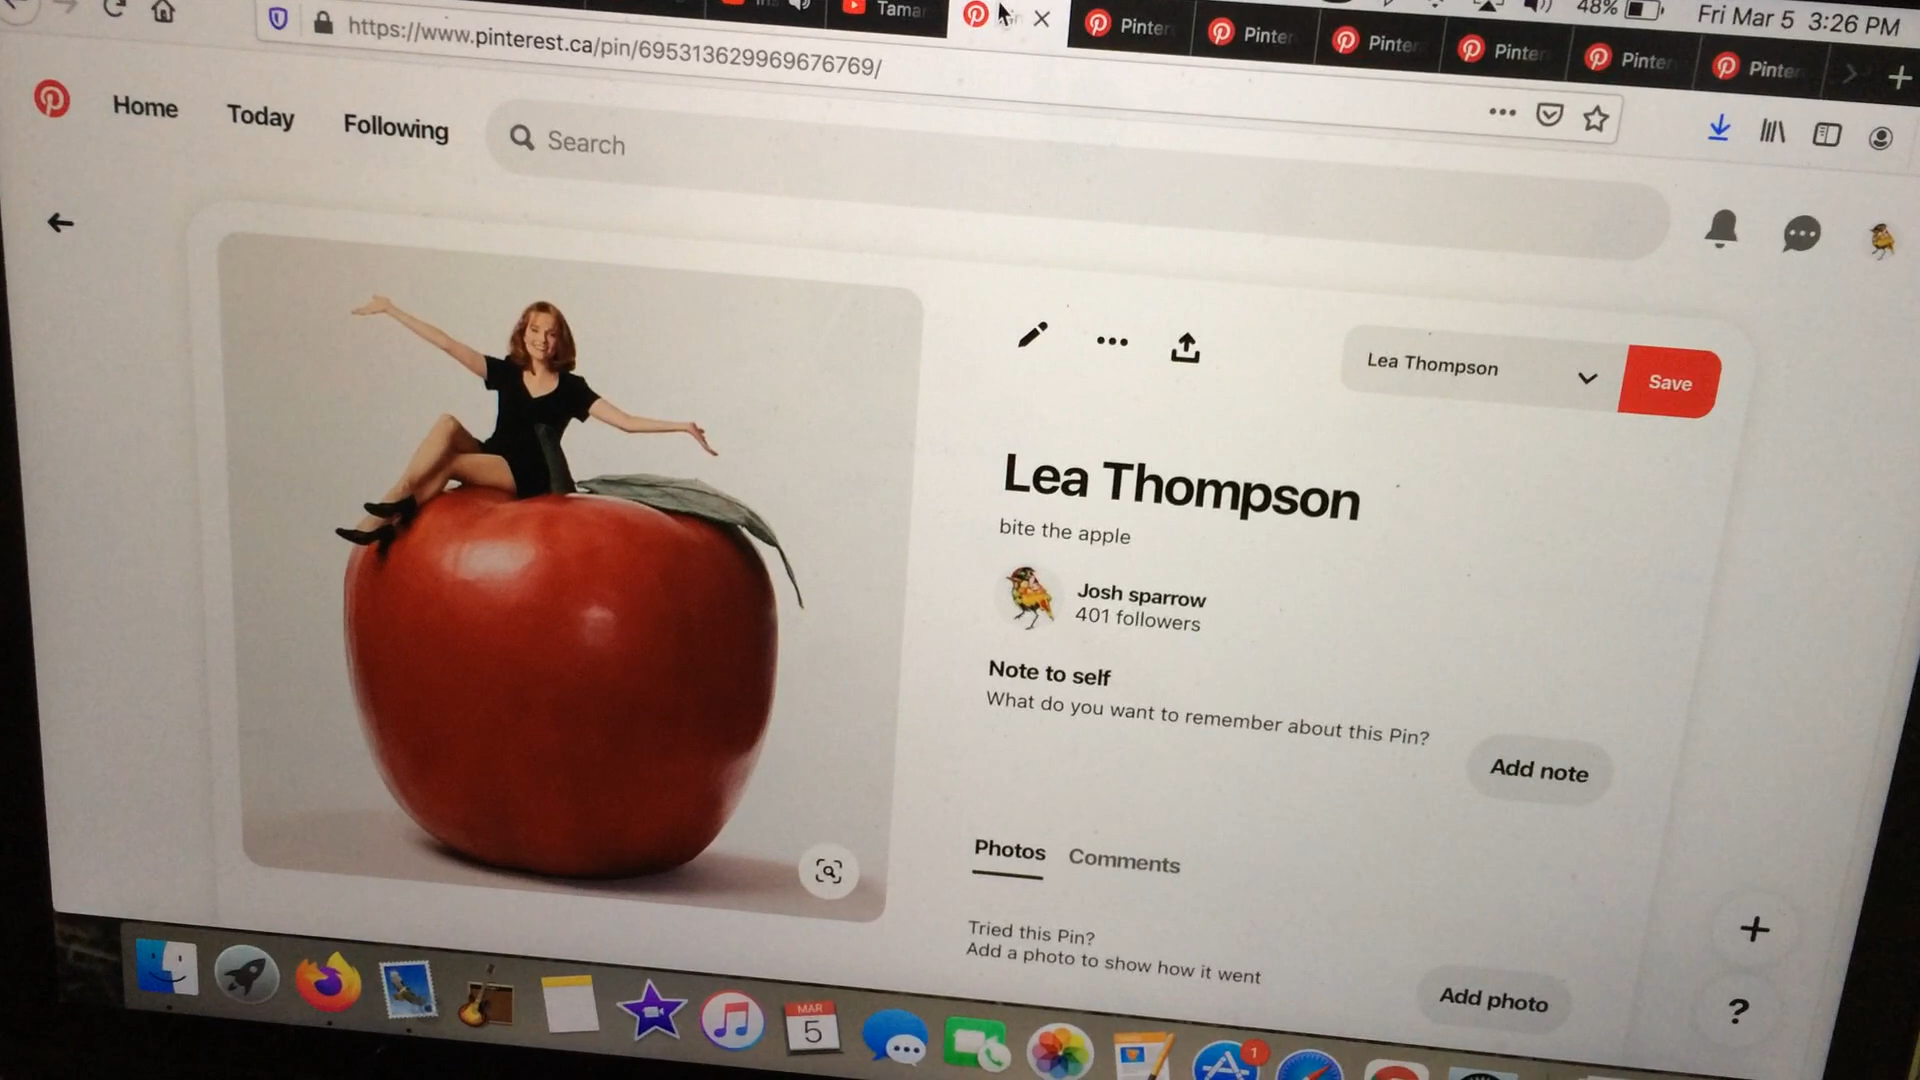 Tamar
48%
Fri Mar 5 3:26 PM
Pinter
Pinter
Pinter
Pinter
Pinter
Pinter
https://www.pinterest.ca/pin/695313629969676769/
Home
Today
Following
Search
Lea Thompson
Save
Lea Thompson
bite the apple
Josh sparrow
401 followers
Note to self
What do you want to remember about this Pin?
Add note
Photos
Comments
Tried this Pin?
Add a photo to show how it went
Add photo
?
MAR
5
1